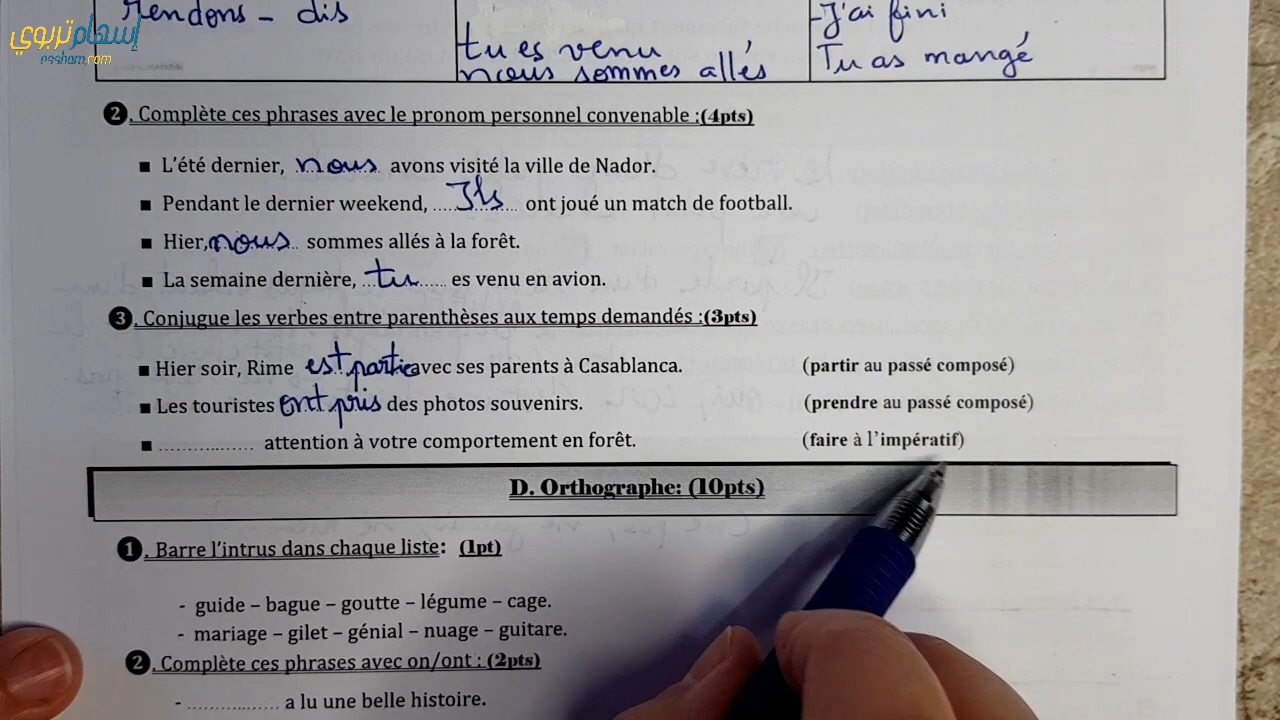 إسهام تربوي
essham.com
rendons - dis
tu es venu
nous sommes allés
-J'ai fini
Tu as mangé
❷. Complète ces phrases avec le pronom personnel convenable :(4pts)
▪ L'été dernier, nous avons visité la ville de Nador.
▪ Pendant le dernier weekend, Ils ont joué un match de football.
▪ Hier, nous sommes allés à la forêt.
▪ La semaine dernière, tu es venu en avion.
❸. Conjugue les verbes entre parenthèses aux temps demandés :(3pts)
▪ Hier soir, Rime est partie avec ses parents à Casablanca. (partir au passé composé)
▪ Les touristes ont pris des photos souvenirs. (prendre au passé composé)
▪ ................ attention à votre comportement en forêt. (faire à l'impératif)
D. Orthographe: (10pts)
❶. Barre l'intrus dans chaque liste: (1pt)
- guide – bague – goutte – légume – cage.
- mariage – gilet – génial – nuage – guitare.
❷. Complète ces phrases avec on/ont : (2pts)
- ................ a lu une belle histoire.